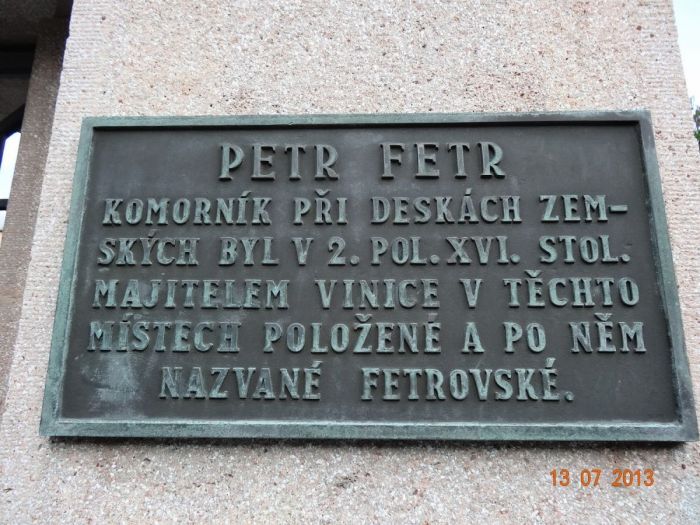 PETR FETR
KOMORNÍK PŘI DESKÁCH ZEM-
SKÝCH BYL V 2. POL. XVI. STOL.
MAJITELEM VINICE V TĚCHTO
MÍSTECH POLOŽENÉ A PO NĚM
NAZVANÉ FETROVSKÉ.
13 07 2013